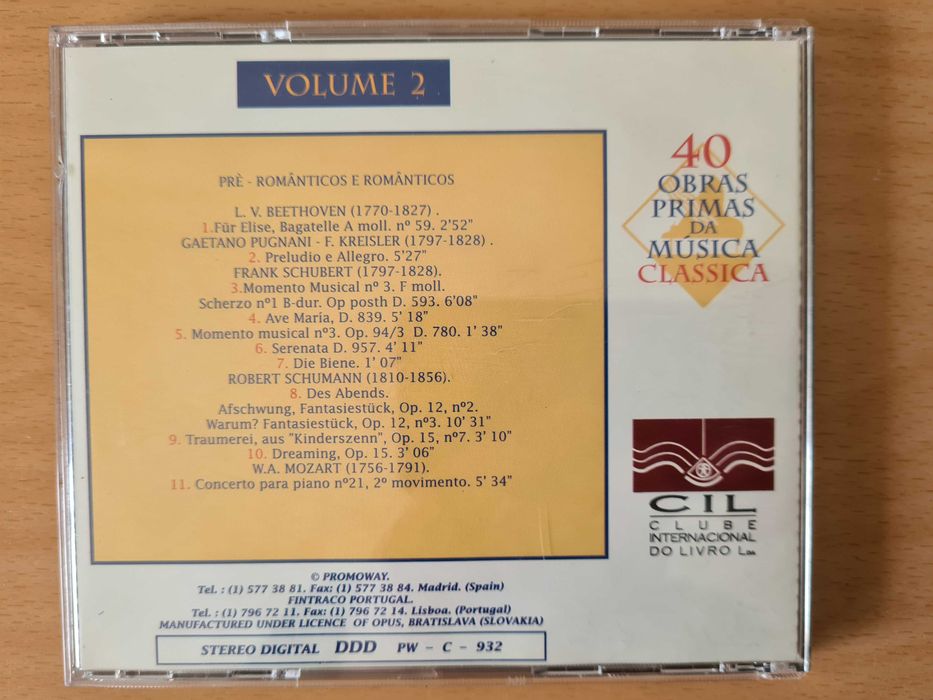 VOLUME 2
PRÈ - ROMÂNTICOS E ROMÂNTICOS
L. V. BEETHOVEN (1770-1827) .
1.Für Elise, Bagatelle A moll. nº 59. 2'52"
GAETANO PUGNANI - F. KREISLER (1797-1828) .
2. Preludio e Allegro. 5'27"
FRANK SCHUBERT (1797-1828).
3.Momento Musical nº 3. F moll.
Scherzo nº1 B-dur. Op posth D. 593. 6'08"
4. Ave María, D. 839. 5' 18"
5. Momento musical nº3. Op. 94/3 D. 780. 1' 38"
6. Serenata D. 957. 4' 11"
7. Die Biene. 1' 07"
ROBERT SCHUMANN (1810-1856).
8. Des Abends.
Afschwung, Fantasiestück, Op. 12, nº2.
Warum? Fantasiestück, Op. 12, nº3. 10' 31"
9. Traumerei, aus "Kinderszenn", Op. 15, nº7. 3' 10"
10. Dreaming, Op. 15. 3' 06"
W.A. MOZART (1756-1791).
11. Concerto para piano nº21, 2º movimento. 5' 34"
40
OBRAS
PRIMAS
DA
MÚSICA
CLASSICA
CIL
CLUBE
INTERNACIONAL
DO LIVRO LDA.
© PROMOWAY.
Tel. : (1) 577 38 81. Fax: (1) 577 38 84. Madrid. (Spain)
FINTRACO PORTUGAL.
Tel. : (1) 796 72 11. Fax: (1) 796 72 14. Lisboa. (Portugal)
MANUFACTURED UNDER LICENCE OF OPUS, BRATISLAVA (SLOVAKIA)
STEREO DIGITAL DDD PW - C - 932